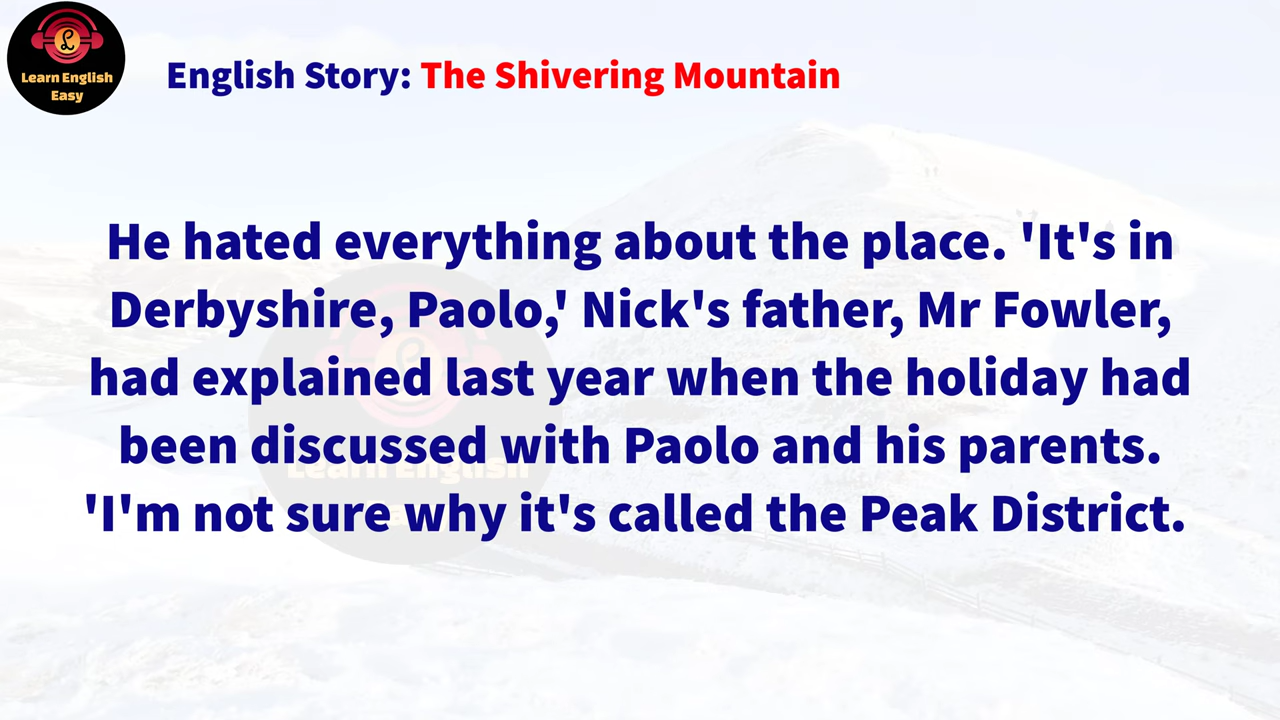 Learn English
Easy
English Story: The Shivering Mountain
He hated everything about the place. 'It's in
Derbyshire, Paolo,' Nick's father, Mr Fowler,
had explained last year when the holiday had
been discussed with Paolo and his parents.
'I'm not sure why it's called the Peak District.
Learn English